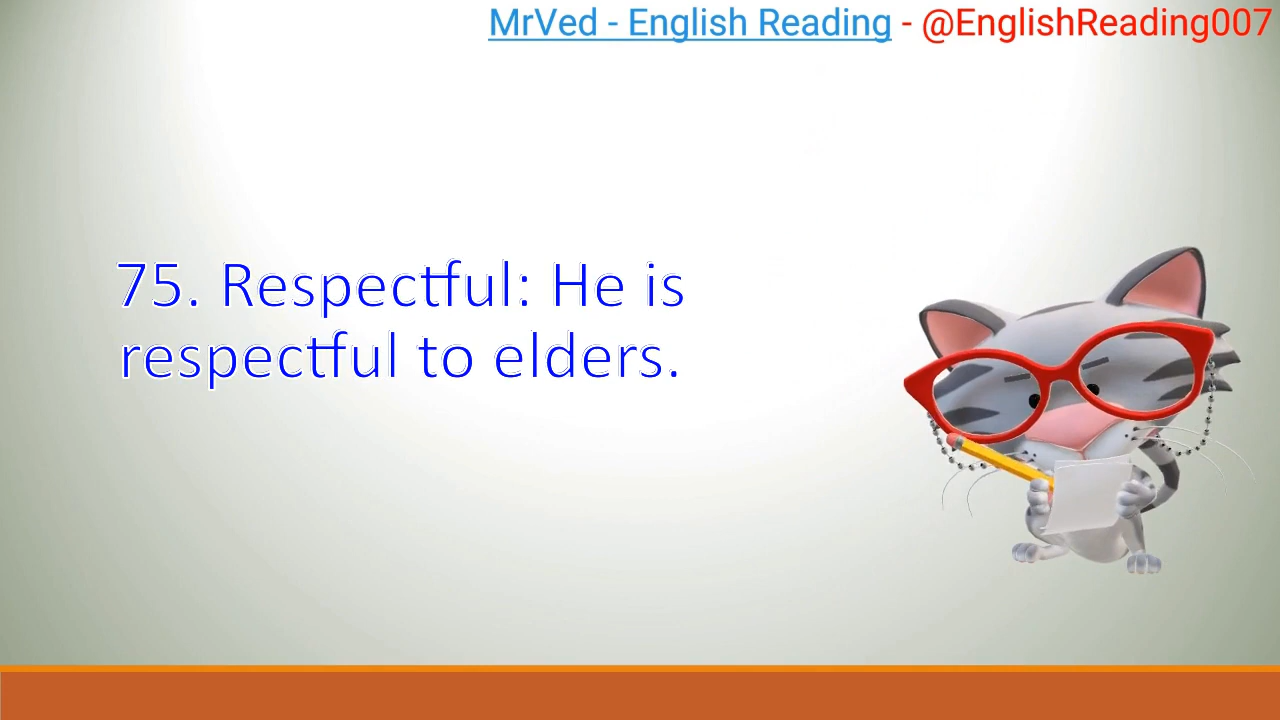 MrVed - English Reading - @EnglishReading007
75. Respectful: He is
respectful to elders.